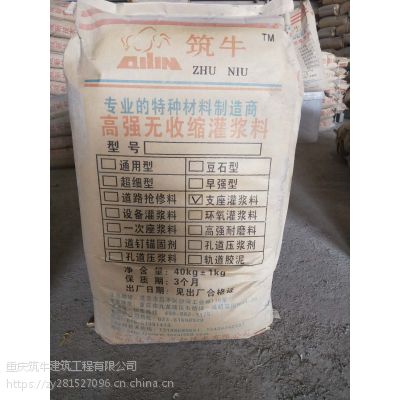 筑牛 TM
ZHU NIU
专业的特种材料制造商
高强无收缩灌浆料
型号
□通用型 □豆石型
□超细型 □早强型
□道路抢修料 ☑支座灌浆料
□设备灌浆料 □环氧灌浆料
□一次座浆料 □高强耐磨料
□道钉锚固剂 □孔道压浆剂
□孔道压浆料 □轨道胶泥
净含量:40kg±1kg
保质期:3个月
出厂日期:见出厂合格证
重庆筑牛建筑工程有限公司
https://zy281527096.cn.china.cn